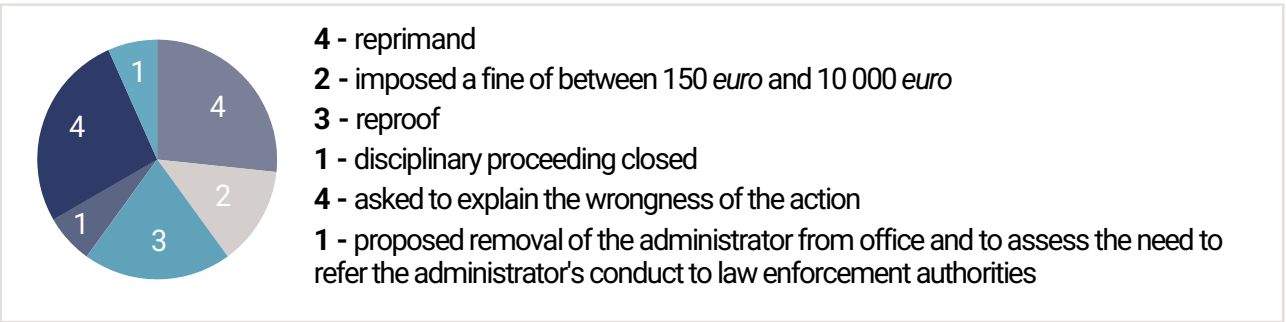 4 - reprimand
2 - imposed a fine of between 150 euro and 10 000 euro
3 - reproof
1 - disciplinary proceeding closed
4 - asked to explain the wrongness of the action
1 - proposed removal of the administrator from office and to assess the need to
refer the administrator's conduct to law enforcement authorities
1
4
4
2
1
3